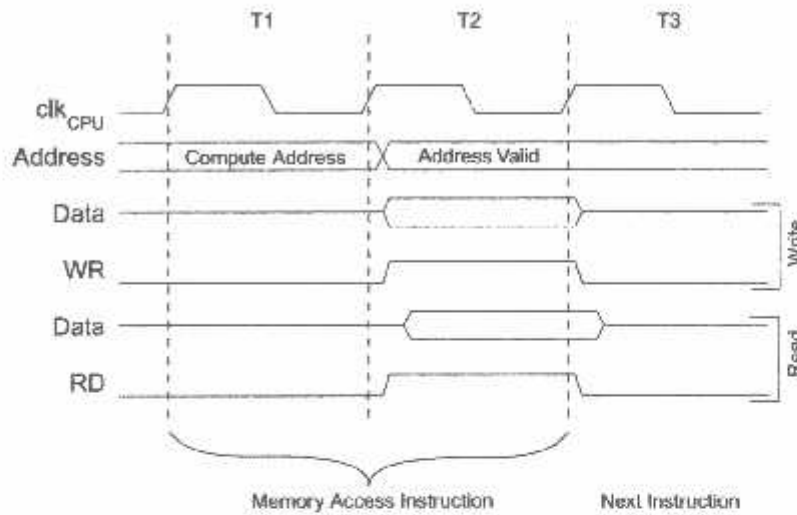 T1 T2 T3
clkCPU
Address Compute Address Address Valid
Data
WR
Write
Data
RD
Read
Memory Access Instruction Next Instruction